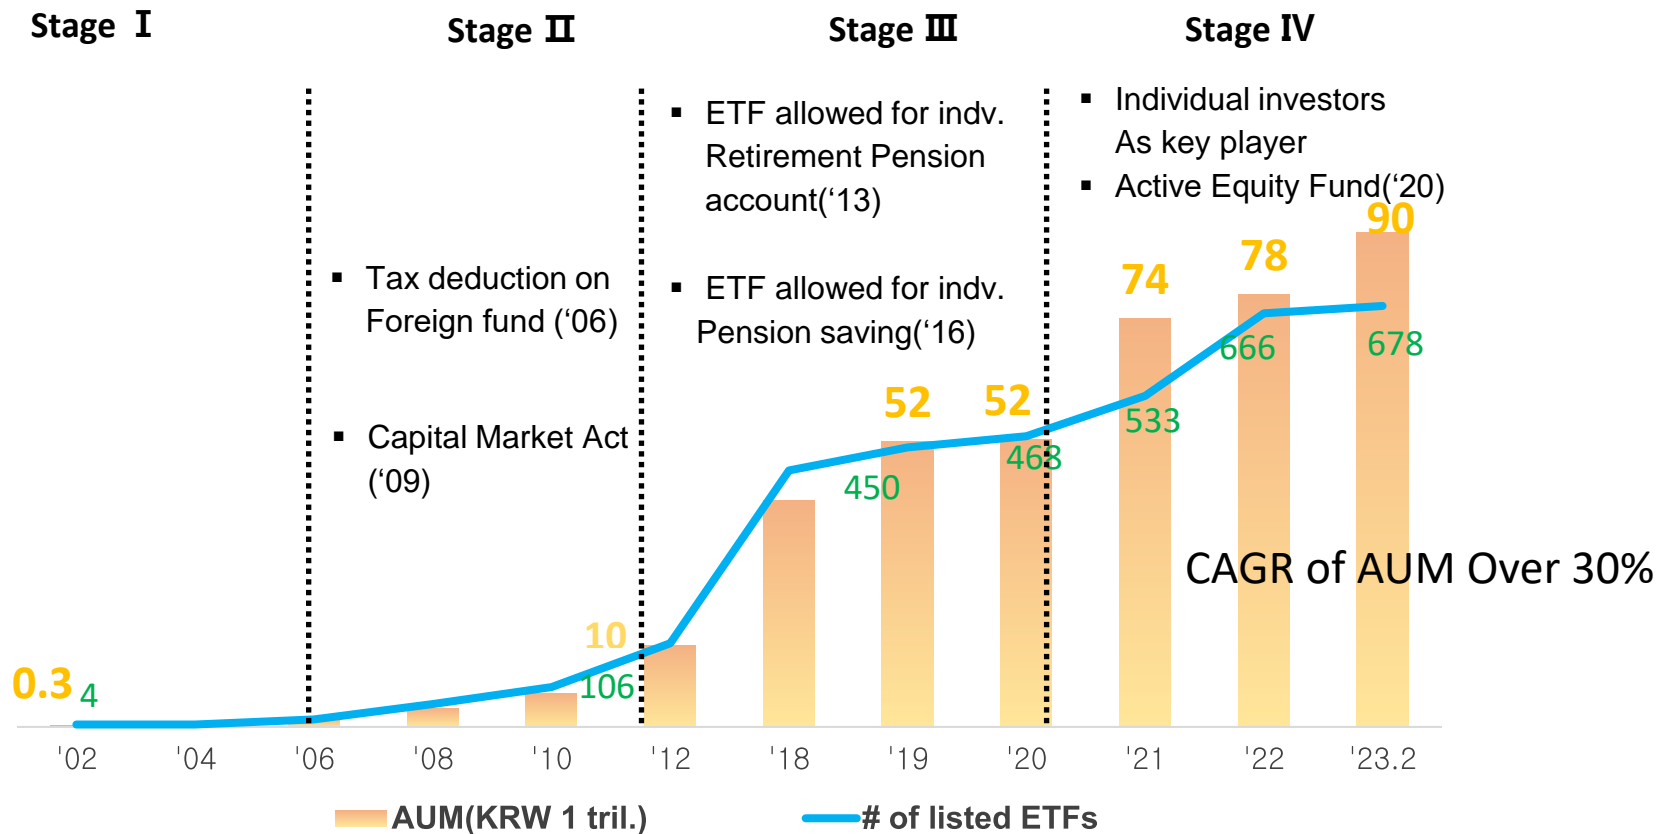 Stage Ⅰ
Stage Ⅱ
Stage Ⅲ
Stage Ⅳ
▪ Tax deduction on
Foreign fund (‘06)
▪ Capital Market Act
(‘09)
▪ ETF allowed for indv.
Retirement Pension
account(‘13)
▪ ETF allowed for indv.
Pension saving(‘16)
▪ Individual investors
As key player
▪ Active Equity Fund(‘20)
0.3
4
10
106
52
450
52
468
74
533
78
666
90
678
CAGR of AUM Over 30%
'02 '04 '06 '08 '10 '12 '18 '19 '20 '21 '22 '23.2
AUM(KRW 1 tril.) # of listed ETFs